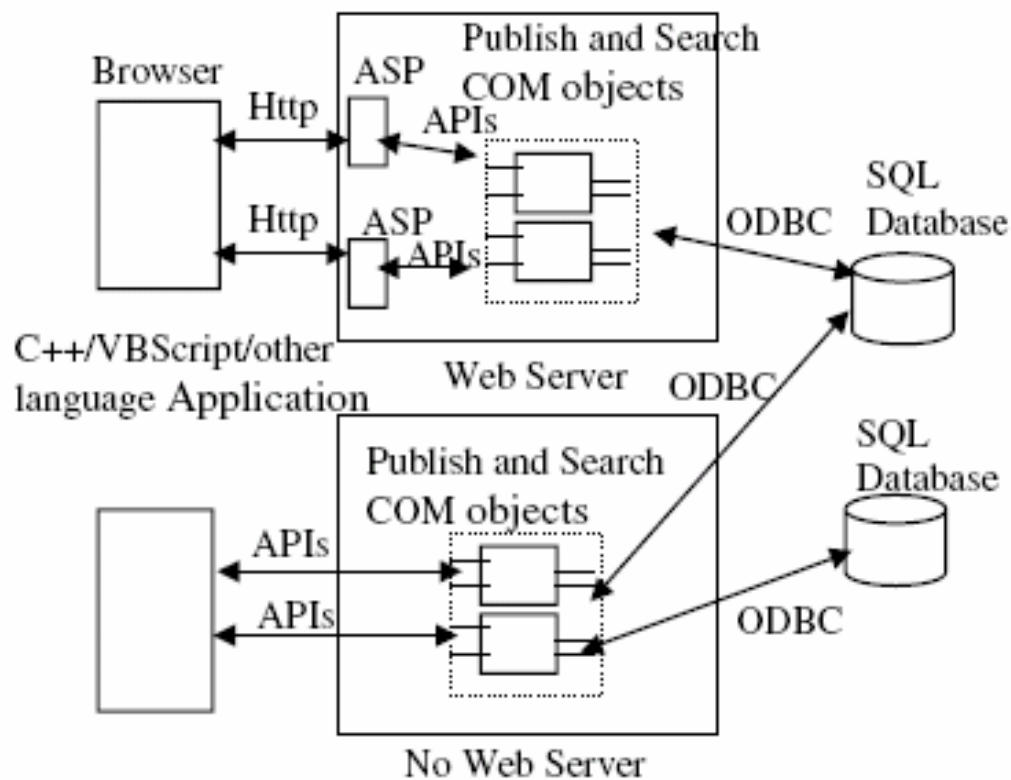 Publish and Search
COM objects
Browser
ASP
Http
APIs
SQL
Database
ODBC
Http
ASP
APIs
C++/VBScript/other
language Application
Web Server
ODBC
SQL
Database
Publish and Search
COM objects
APIs
APIs
ODBC
No Web Server